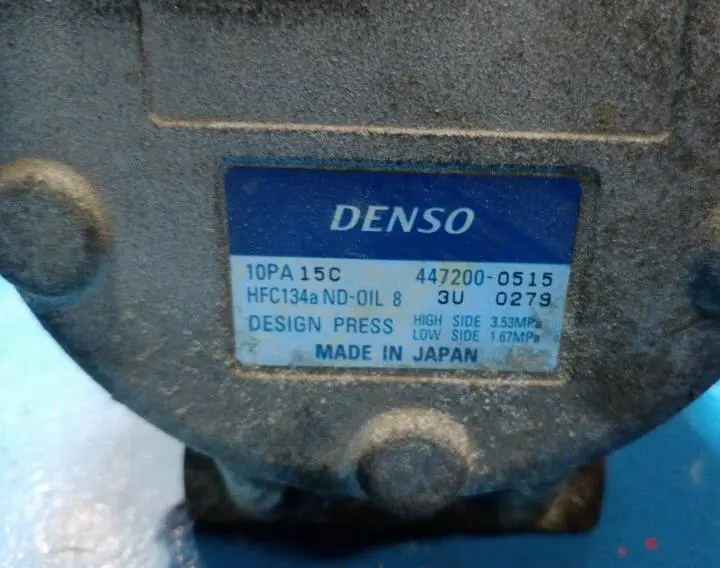 DENSO
10PA 15C 447200-0515
HFC134a ND-OIL 8 3U 0279
DESIGN PRESS HIGH SIDE 3.53MPa
LOW SIDE 1.67MPa
MADE IN JAPAN